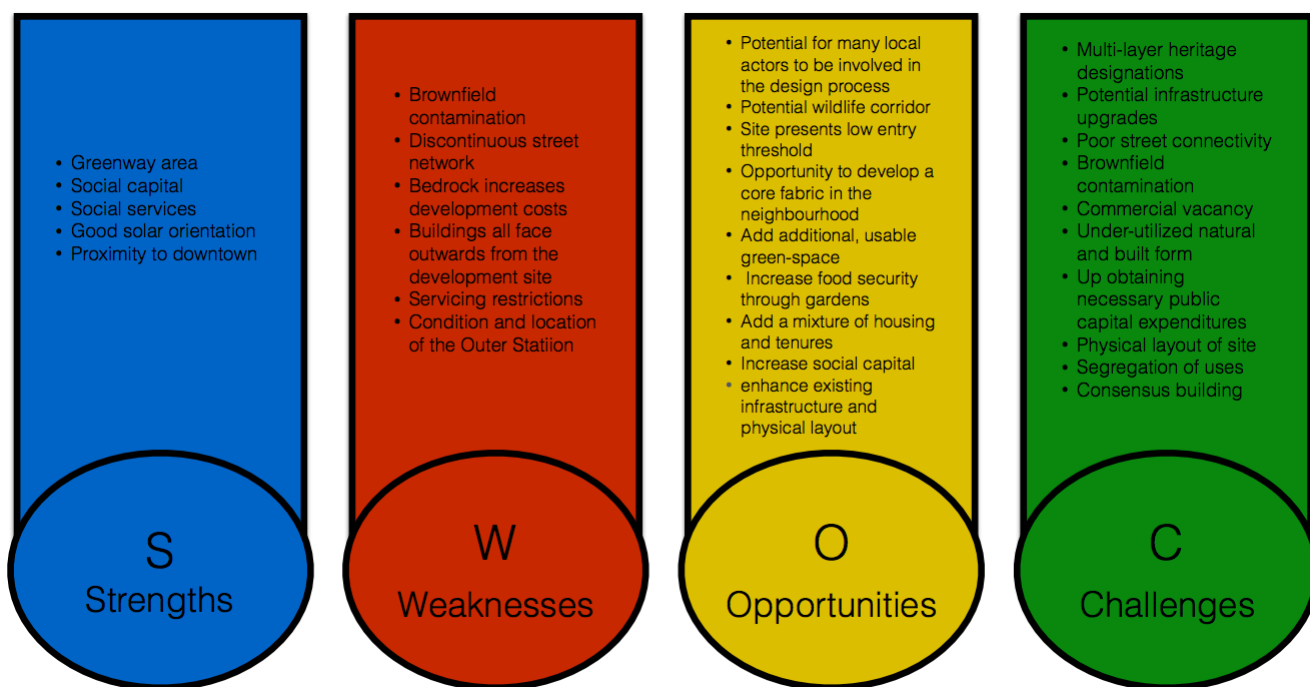 • Greenway area
• Social capital
• Social services
• Good solar orientation
• Proximity to downtown
S
Strengths
• Brownfield
contamination
• Discontinuous street
network
• Bedrock increases
development costs
• Buildings all face
outwards from the
development site
• Servicing restrictions
• Condition and location
of the Outer Statiion
W
Weaknesses
• Potential for many local
actors to be involved in
the design process
• Potential wildlife corridor
• Site presents low entry
threshold
• Opportunity to develop a
core fabric in the
neighbourhood
• Add additional, usable
green-space
• Increase food security
through gardens
• Add a mixture of housing
and tenures
• Increase social capital
• enhance existing
infrastructure and
physical layout
O
Opportunities
• Multi-layer heritage
designations
• Potential infrastructure
upgrades
• Poor street connectivity
• Brownfield
contamination
• Commercial vacancy
• Under-utilized natural
and built form
• Up obtaining
necessary public
capital expenditures
• Physical layout of site
• Segregation of uses
• Consensus building
C
Challenges